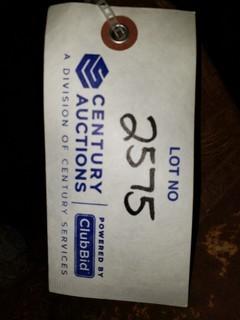 LOT NO
2575
CENTURY
AUCTIONS
A DIVISION OF CENTURY SERVICES
POWERED BY
ClubBid